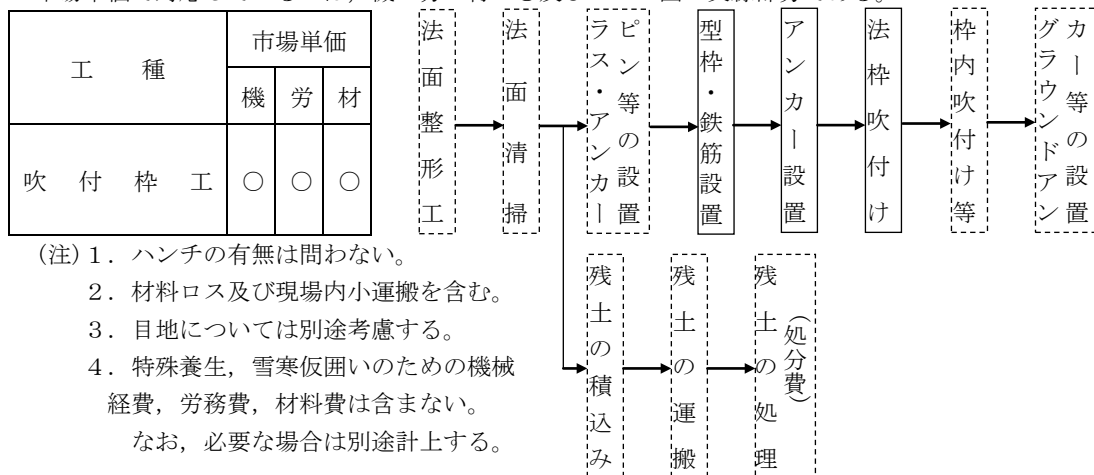 工種
市場単価
機 労 材
吹付枠工 ○ ○ ○
法面整形工
法面清掃
ラス・アンカー
ピン等の設置
型枠・鉄筋設置
アンカー設置
法枠吹付け
枠内吹付け等
グラウンドアン
カー等の設置
残土の積込み
残土の運搬
残土の処理
(処分費)
(注)1．ハンチの有無は問わない。
2．材料ロス及び現場内小運搬を含む。
3．目地については別途考慮する。
4．特殊養生，雪寒仮囲いのための機械
経費，労務費，材料費は含まない。
なお，必要な場合は別途計上する。